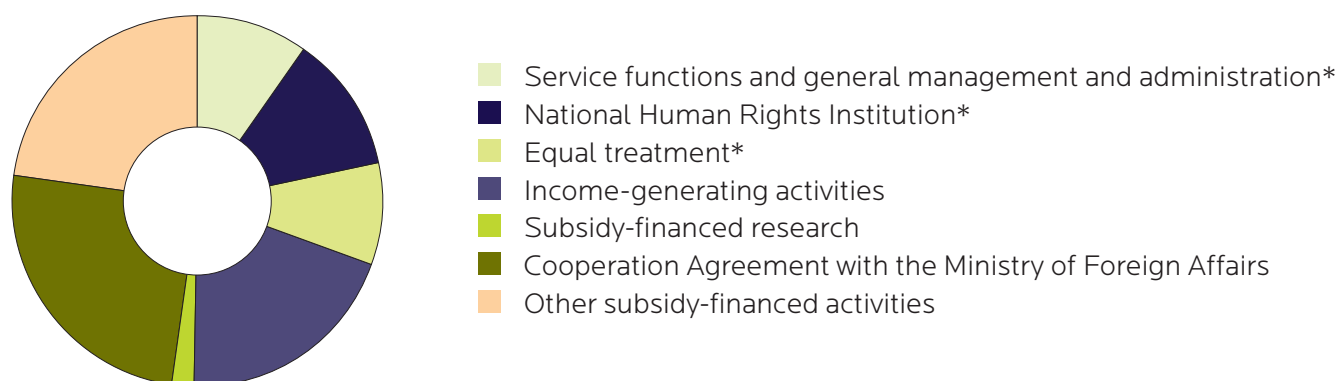 Service functions and general management and administration*
National Human Rights Institution*
Equal treatment*
Income-generating activities
Subsidy-financed research
Cooperation Agreement with the Ministry of Foreign Affairs
Other subsidy-financed activities